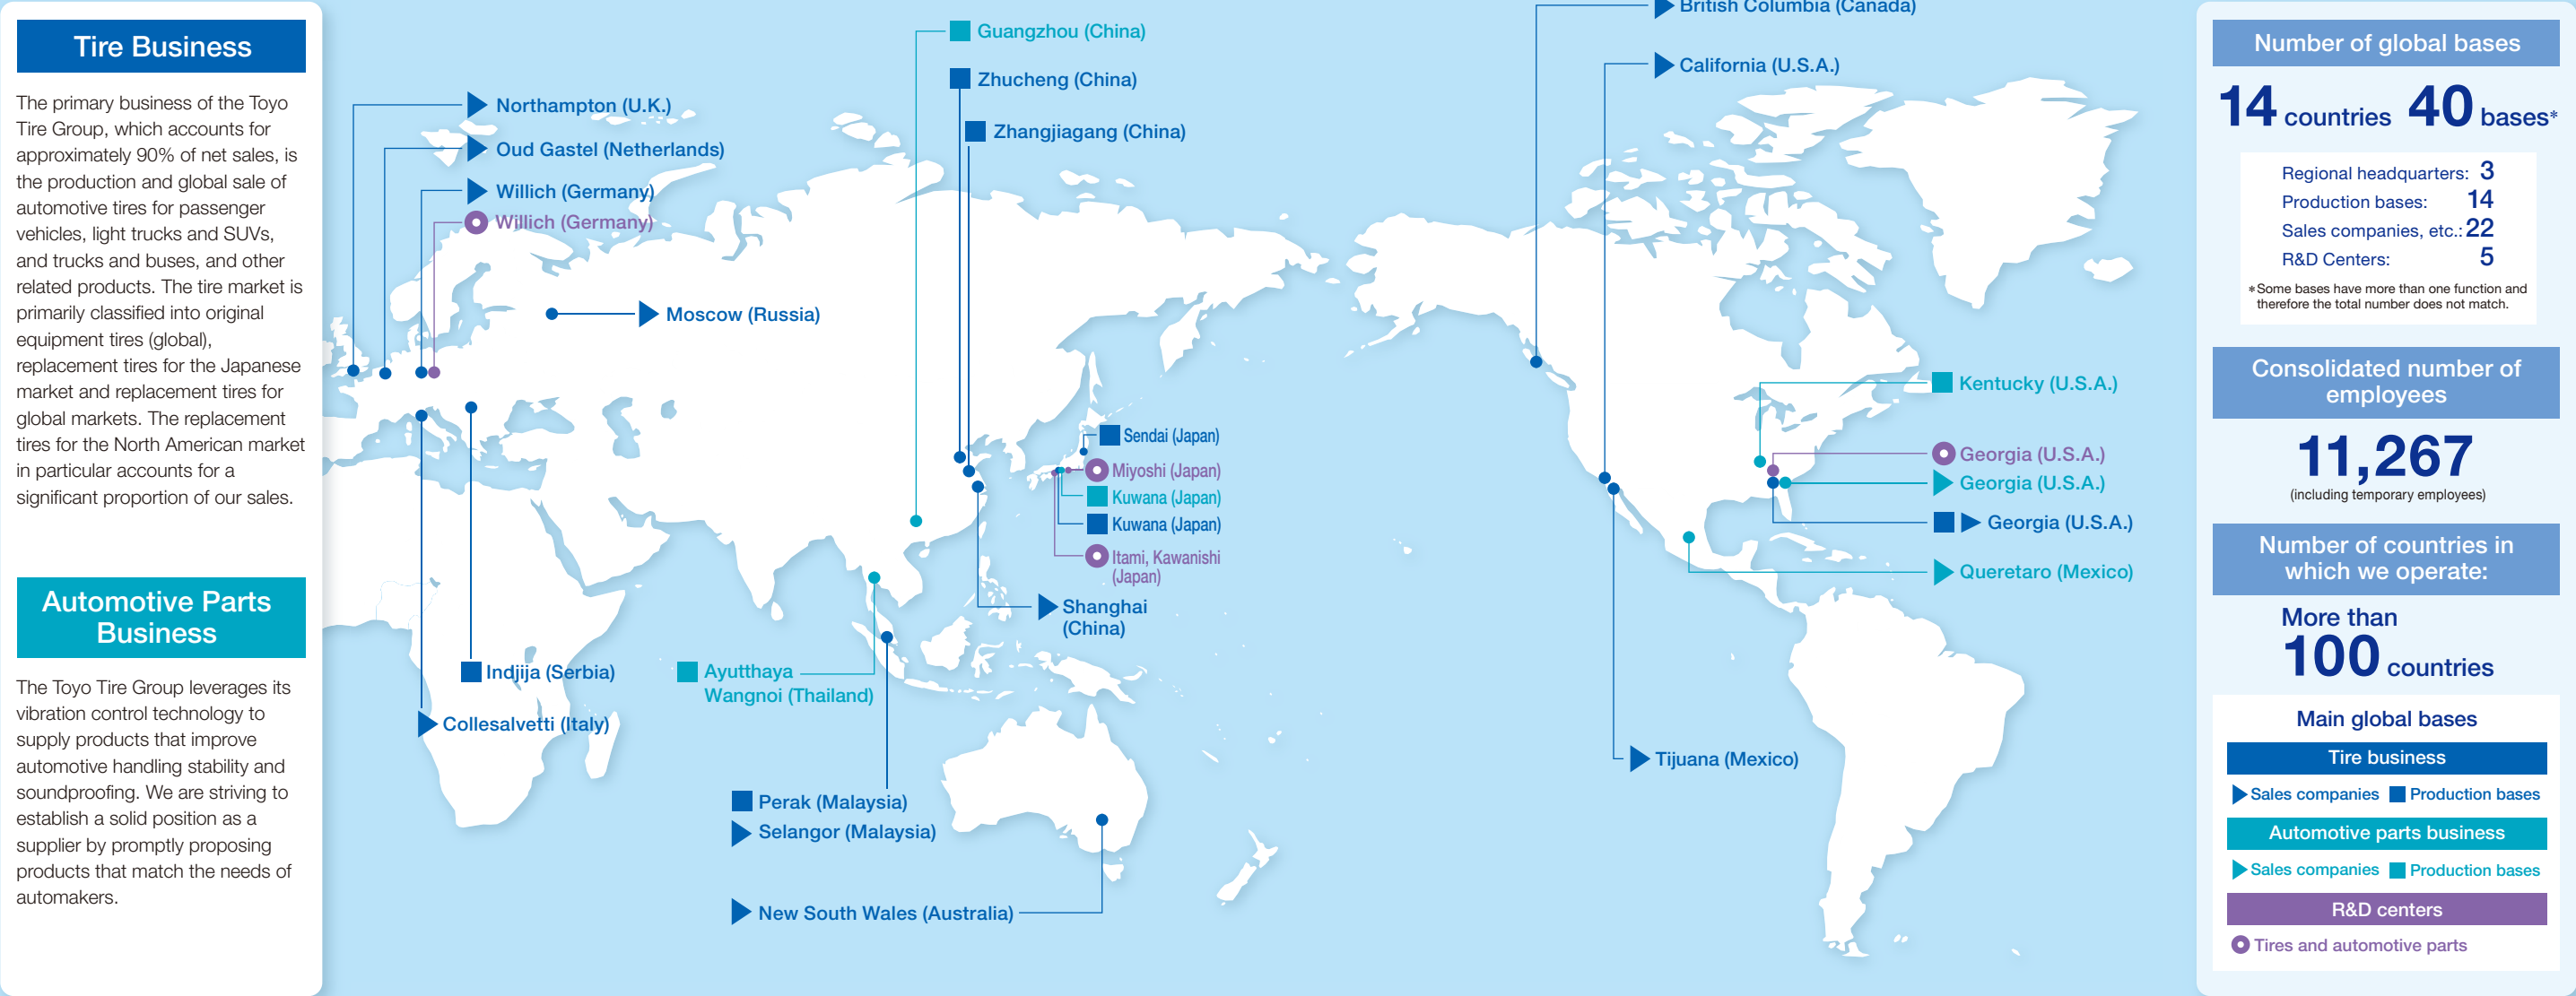 Tire Business
The primary business of the Toyo
Tire Group, which accounts for
approximately 90% of net sales, is
the production and global sale of
automotive tires for passenger
vehicles, light trucks and SUVs,
and trucks and buses, and other
related products. The tire market is
primarily classified into original
equipment tires (global),
replacement tires for the Japanese
market and replacement tires for
global markets. The replacement
tires for the North American market
in particular accounts for a
significant proportion of our sales.
Automotive Parts
Business
The Toyo Tire Group leverages its
vibration control technology to
supply products that improve
automotive handling stability and
soundproofing. We are striving to
establish a solid position as a
supplier by promptly proposing
products that match the needs of
automakers.
Northampton (U.K.)
Oud Gastel (Netherlands)
Willich (Germany)
Willich (Germany)
Moscow (Russia)
Indjija (Serbia)
Collesalvetti (Italy)
Guangzhou (China)
Zhucheng (China)
Zhangjiagang (China)
Sendai (Japan)
Miyoshi (Japan)
Kuwana (Japan)
Kuwana (Japan)
Itami, Kawanishi
(Japan)
Shanghai
(China)
Ayutthaya
Wangnoi (Thailand)
Perak (Malaysia)
Selangor (Malaysia)
New South Wales (Australia)
British Columbia (Canada)
California (U.S.A.)
Kentucky (U.S.A.)
Georgia (U.S.A.)
Georgia (U.S.A.)
Georgia (U.S.A.)
Queretaro (Mexico)
Tijuana (Mexico)
Number of global bases
14 countries 40 bases*
Regional headquarters: 3
Production bases: 14
Sales companies, etc.: 22
R&D Centers: 5
*Some bases have more than one function and
therefore the total number does not match.
Consolidated number of
employees
11,267
(including temporary employees)
Number of countries in
which we operate:
More than
100 countries
Main global bases
Tire business
Sales companies Production bases
Automotive parts business
Sales companies Production bases
R&D centers
Tires and automotive parts